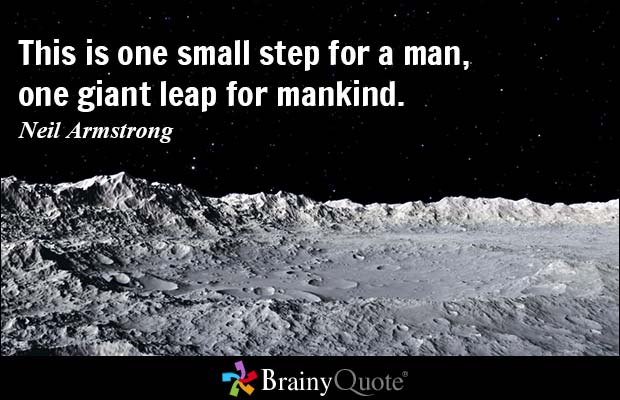 This is one small step for a man,
one giant leap for mankind.
Neil Armstrong
BrainyQuote®